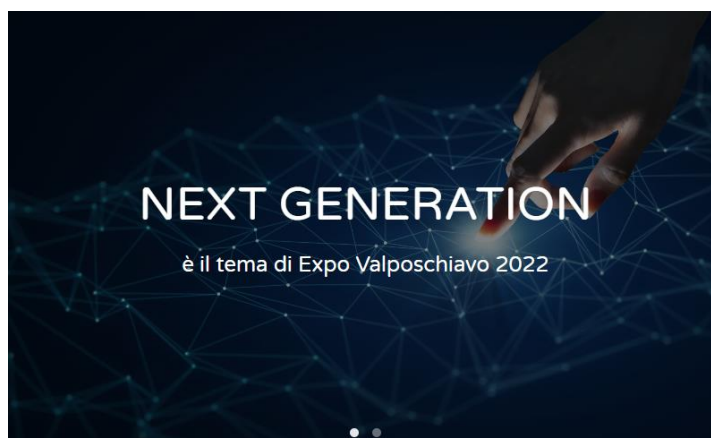 NEXT GENERATION
è il tema di Expo Valposchiavo 2022